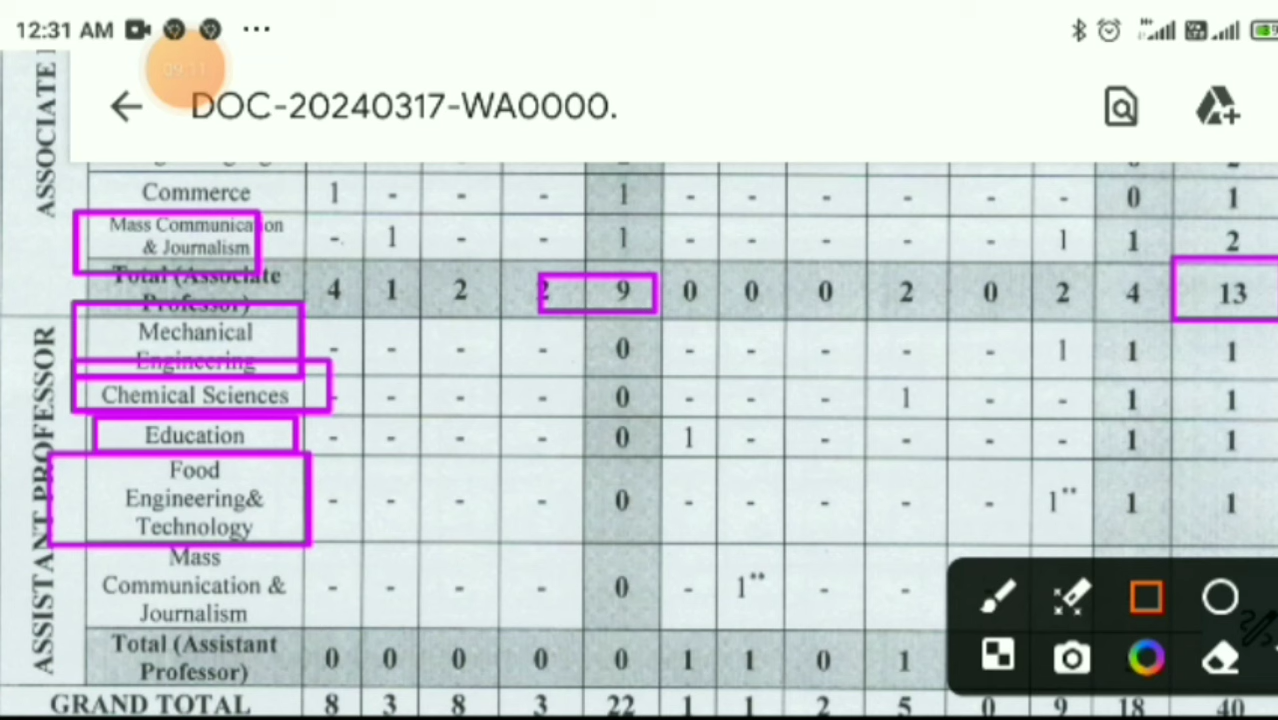 12:31 AM
09:11
DOC-20240317-WA0000.
ASSOCIATE
Commerce 1 - - - 1 - - - - - - 0 1
Mass Communication
& Journalism - 1 - - 1 - - - - - 1 1 2
Total (Associate
Professor) 4 1 2 2 9 0 0 0 2 0 2 4 13
ASSISTANT PROFESSOR
Mechanical
Engineering - - - - 0 - - - - - 1 1 1
Chemical Sciences - - - - 0 - - - 1 - - 1 1
Education - - - - 0 1 - - - - - 1 1
Food
Engineering&
Technology - - - - 0 - - - - - 1** 1 1
Mass
Communication &
Journalism - - - - 0 - 1** - -
Total (Assistant
Professor) 0 0 0 0 0 1 1 0 1
GRAND TOTAL 8 3 8 3 22 1 1 2 5 0 9 18 40